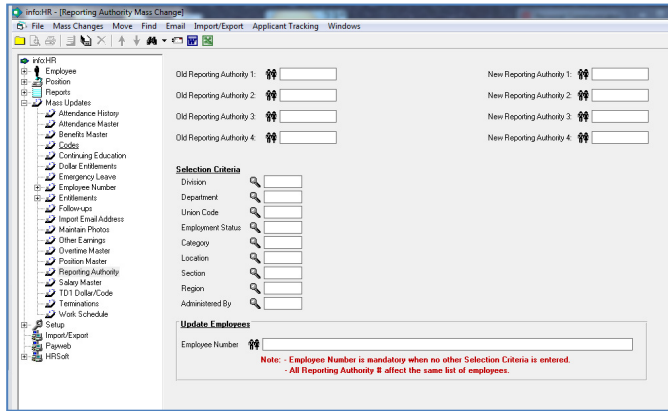 info:HR - [Reporting Authority Mass Change]
File Mass Changes Move Find Email Import/Export Applicant Tracking Windows
info:HR
Employee
Position
Reports
Mass Updates
Attendance History
Attendance Master
Benefits Master
Codes
Continuing Education
Dollar Entitlements
Emergency Leave
Employee Number
Entitlements
Follow-ups
Import Email Address
Maintain Photos
Other Earnings
Overtime Master
Position Master
Reporting Authority
Salary Master
TD1 Dollar/Code
Terminations
Work Schedule
Setup
Import/Export
Payweb
HRSoft
Old Reporting Authority 1: New Reporting Authority 1:
Old Reporting Authority 2: New Reporting Authority 2:
Old Reporting Authority 3: New Reporting Authority 3:
Old Reporting Authority 4: New Reporting Authority 4:
Selection Criteria
Division
Department
Union Code
Employment Status
Category
Location
Section
Region
Administered By
Update Employees
Employee Number
Note: - Employee Number is mandatory when no other Selection Criteria is entered.
- All Reporting Authority # affect the same list of employees.